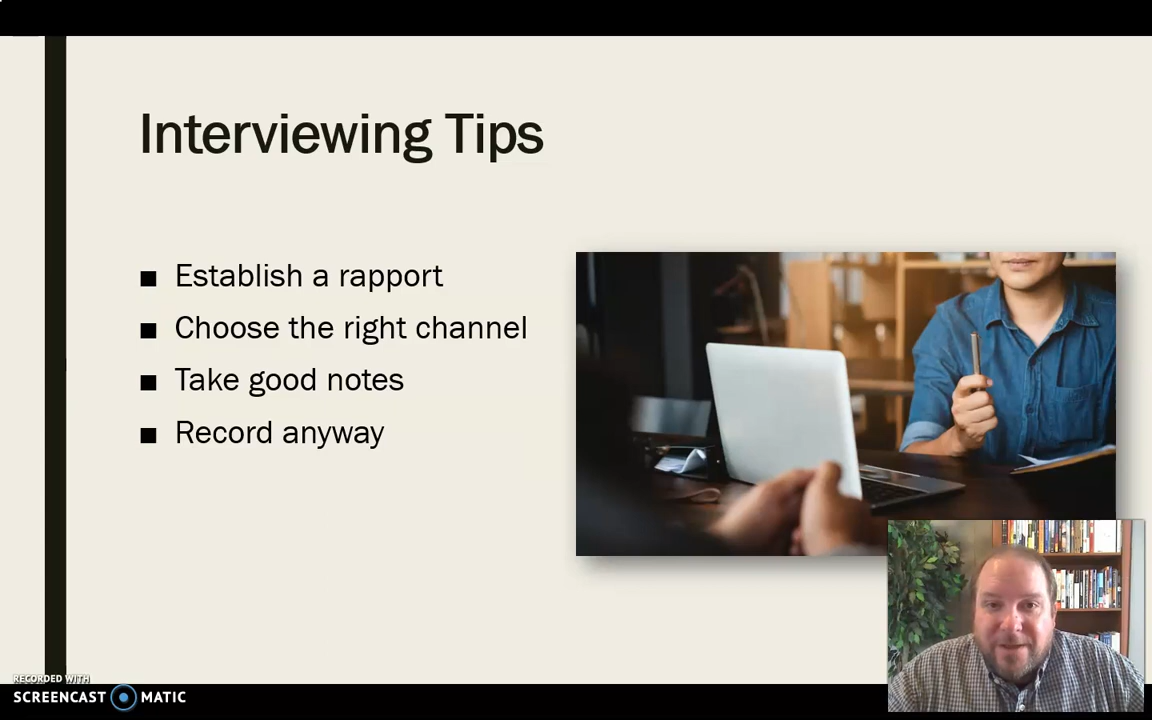 Interviewing Tips
■ Establish a rapport
■ Choose the right channel
■ Take good notes
■ Record anyway
RECORDED WITH
SCREENCAST MATIC